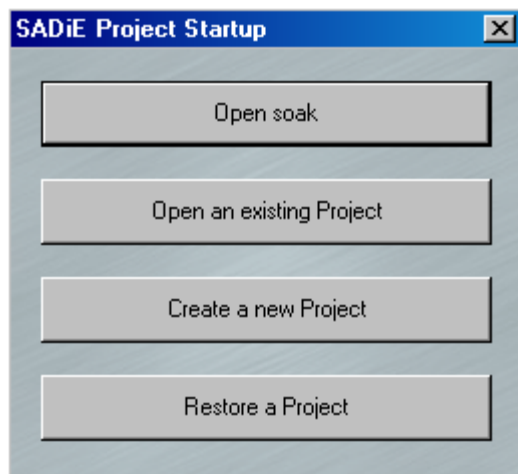 SADiE Project Startup
Open soak
Open an existing Project
Create a new Project
Restore a Project